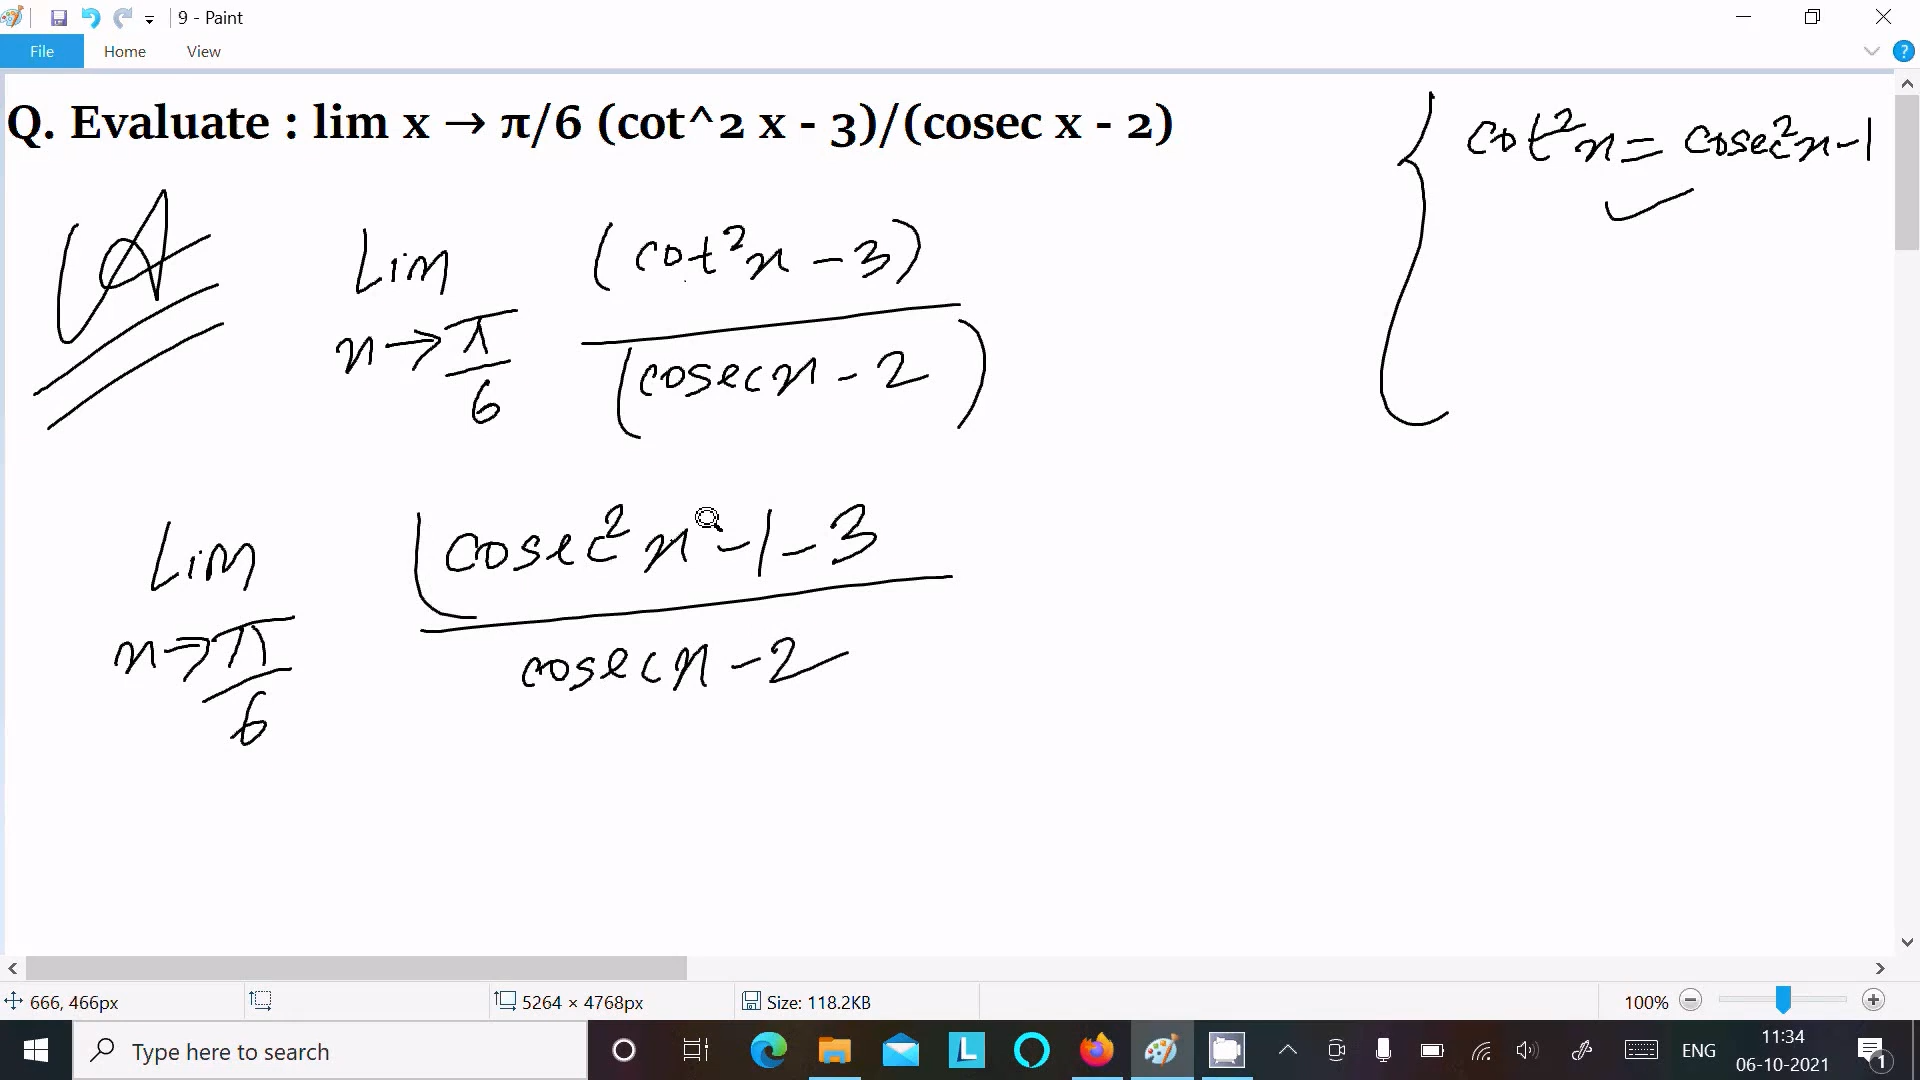 9 - Paint
File Home View
Q. Evaluate : lim x → π/6 (cot^2 x - 3)/(cosec x - 2)
cot²x = cosec²x - 1
A
Lim (cot²x - 3)
x → π/6 (cosecx - 2)
Lim (cosec²x - 1 - 3
x → π/6 cosecx - 2
666, 466px 5264 × 4768px Size: 118.2KB 100%
Type here to search
L ENG 11:34
06-10-2021 1